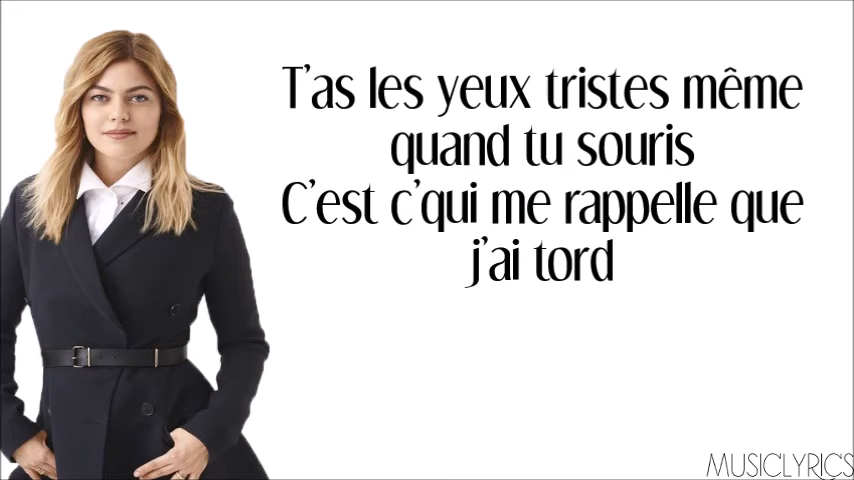 T'as les yeux tristes même
quand tu souris
C'est c'qui me rappelle que
j'ai tord
MUSICLYRICS